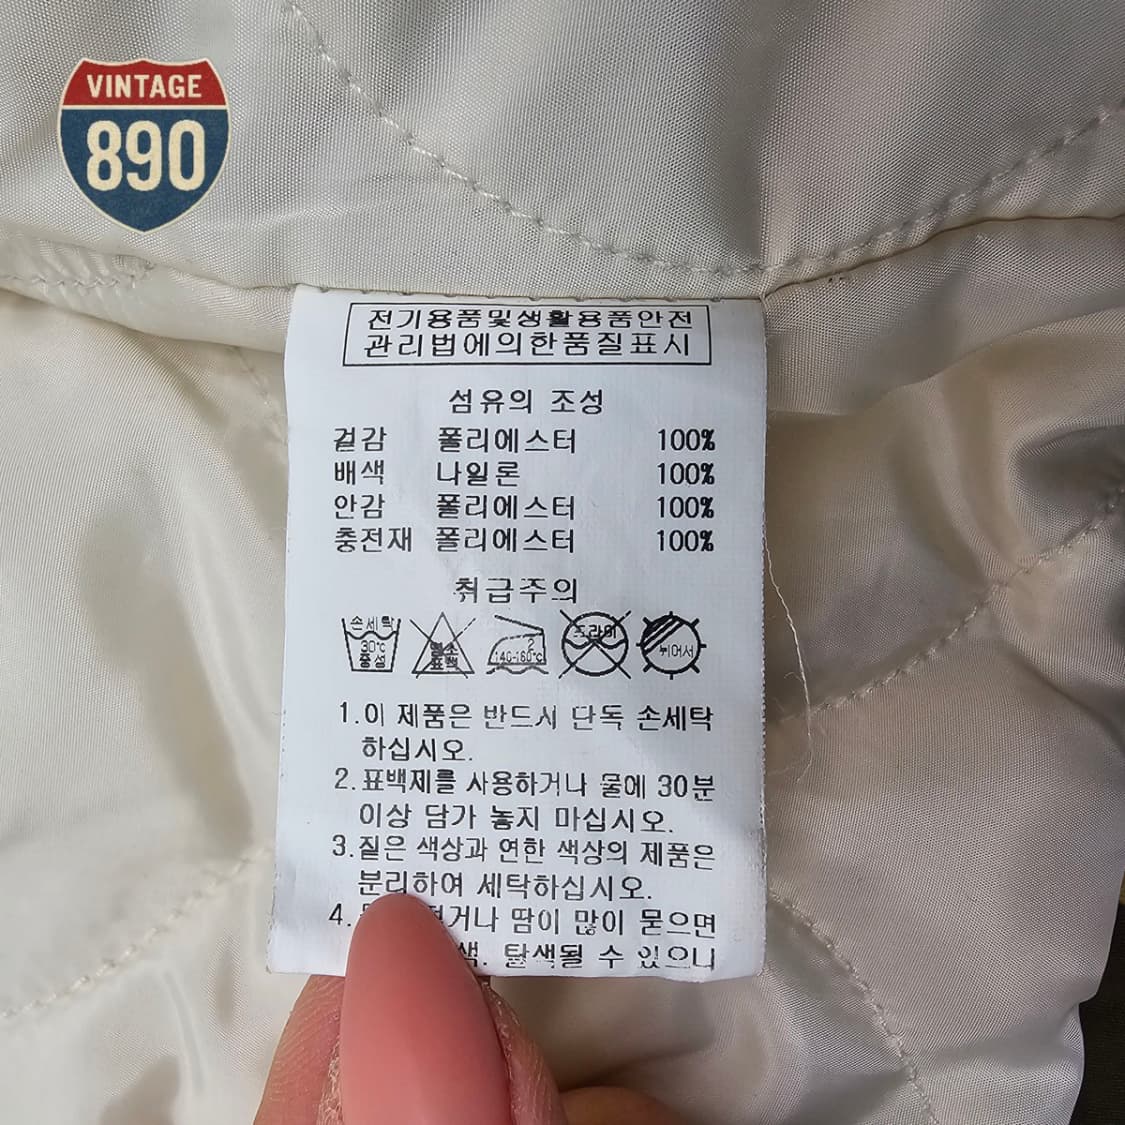 VINTAGE
890
전기용품및생활용품안전
관리법에의한품질표시
섬유의 조성
겉감 폴리에스터 100%
배색 나일론 100%
안감 폴리에스터 100%
충전재 폴리에스터 100%
취급주의
손세탁
30℃
중성
염소
표백
2
140-160℃
드라이
뉘어서
1.이 제품은 반드시 단독 손세탁
하십시오.
2.표백제를 사용하거나 물에 30분
이상 담가 놓지 마십시오.
3.짙은 색상과 연한 색상의 제품은
분리하여 세탁하십시오.
4. 땀이 많이 묻으면
탈색될 수 있으니